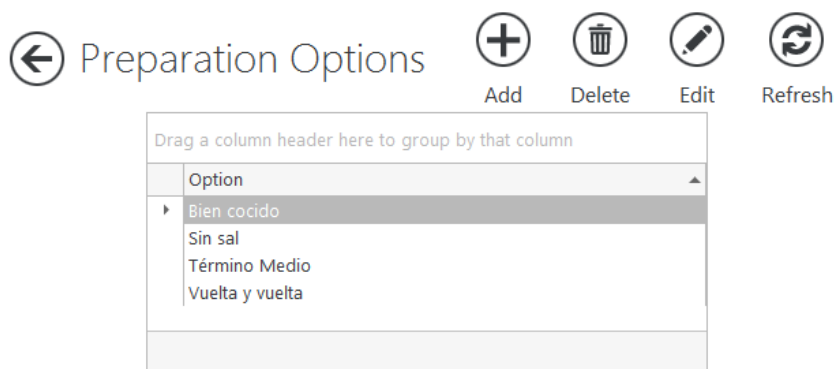 Preparation Options
Add Delete Edit Refresh
Drag a column header here to group by that column
Option
Bien cocido
Sin sal
Término Medio
Vuelta y vuelta